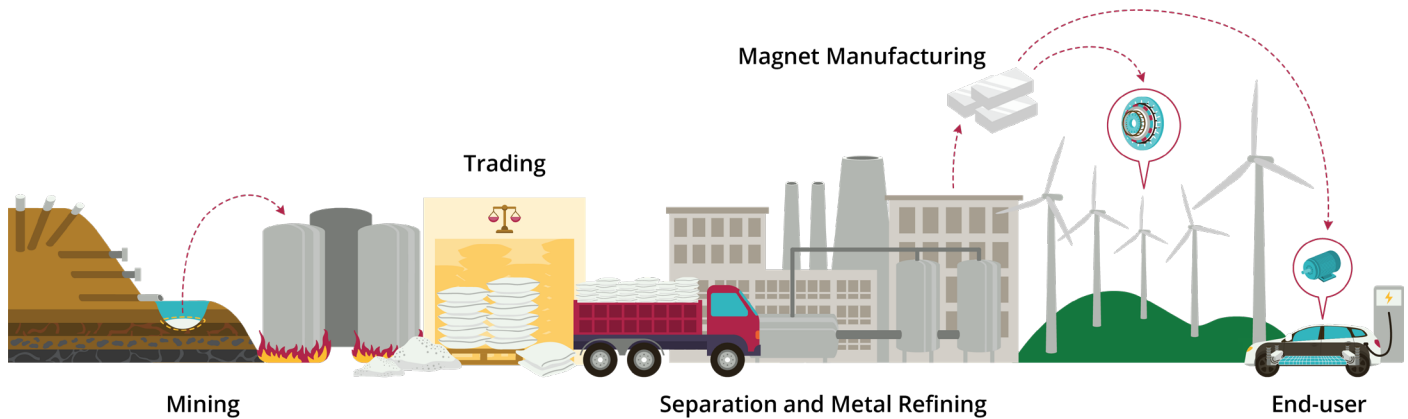 Magnet Manufacturing
Trading
Mining
Separation and Metal Refining
End-user